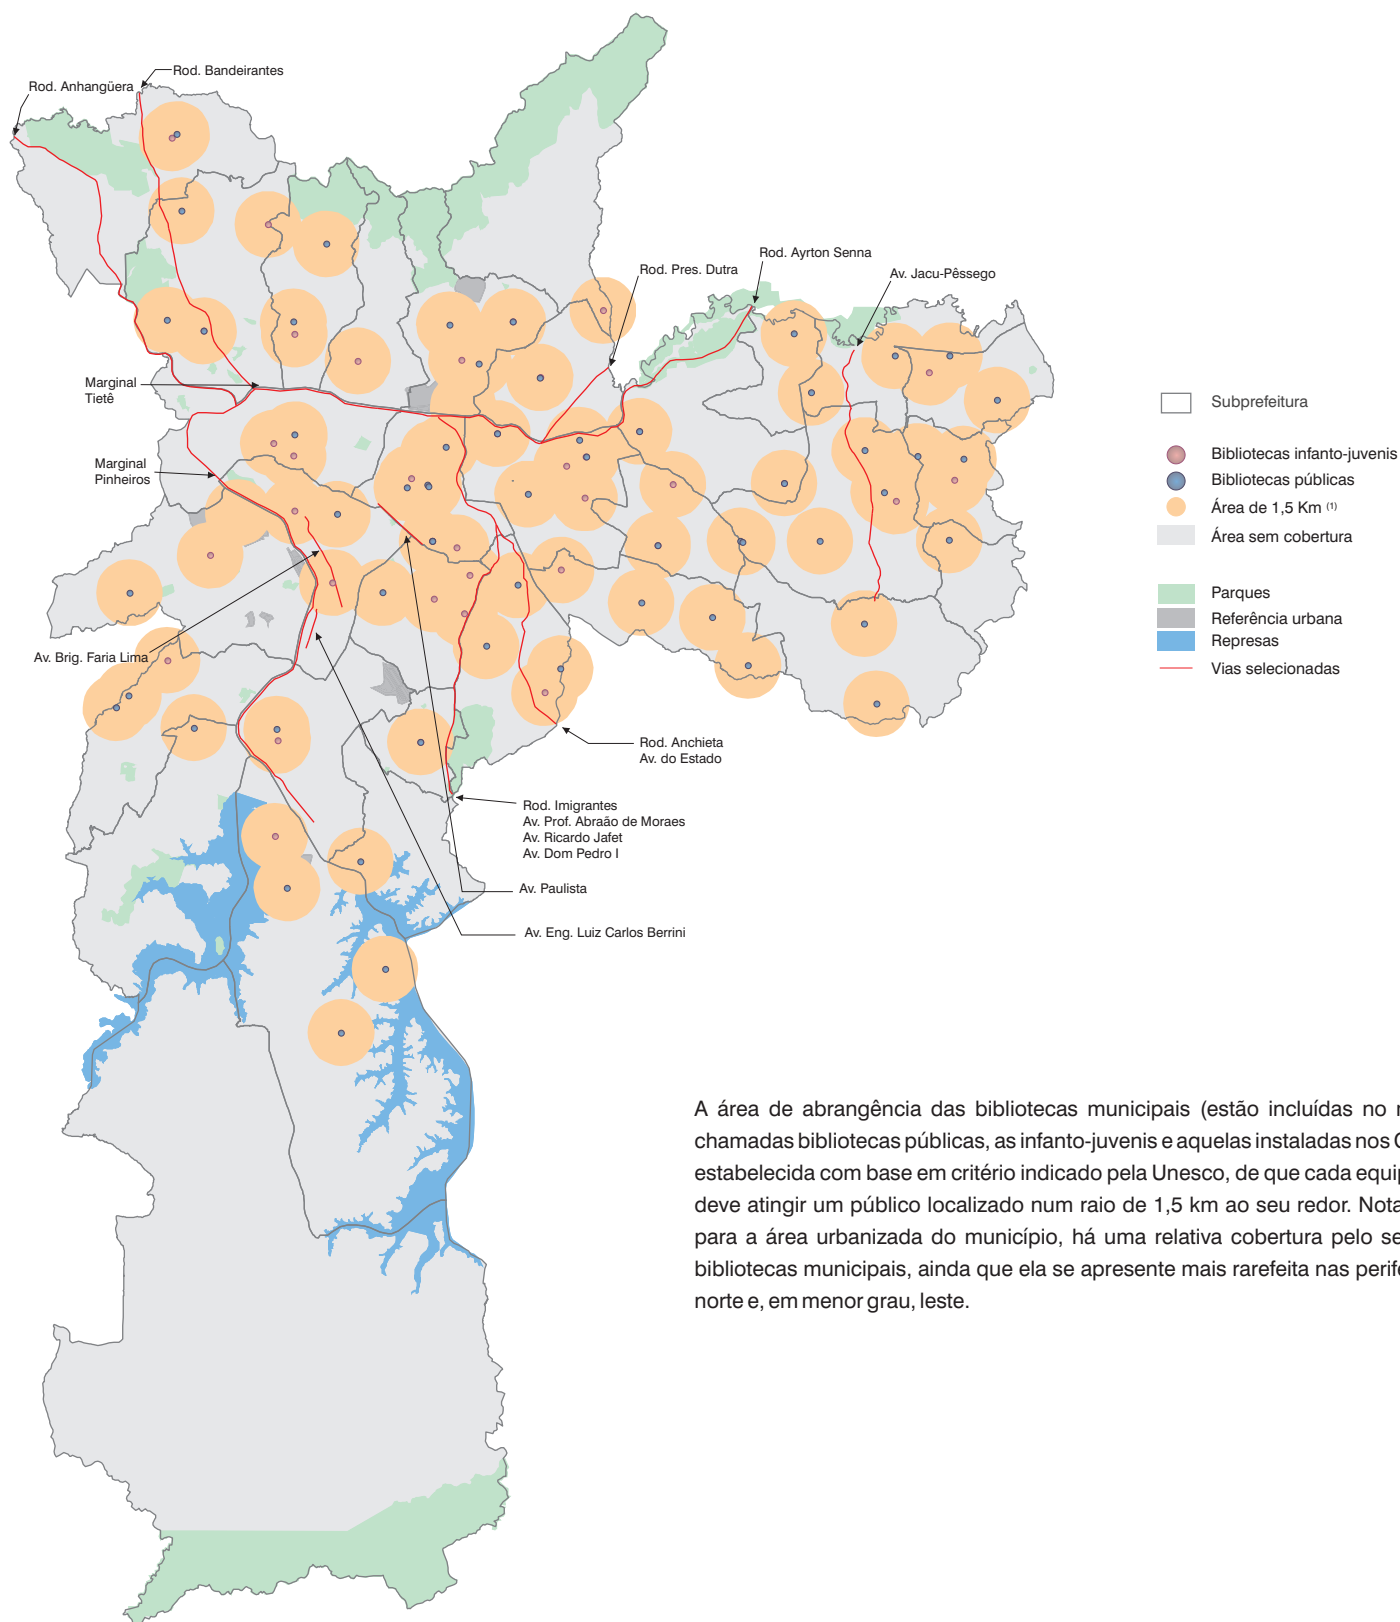 Rod. Bandeirantes
Rod. Anhangüera
Rod. Ayrton Senna
Rod. Pres. Dutra
Av. Jacu-Pêssego
Marginal
Tietê
Marginal
Pinheiros
Av. Brig. Faria Lima
Rod. Anchieta
Av. do Estado
Rod. Imigrantes
Av. Prof. Abraão de Moraes
Av. Ricardo Jafet
Av. Dom Pedro I
Av. Paulista
Av. Eng. Luiz Carlos Berrini
Subprefeitura
Bibliotecas infanto-juvenis
Bibliotecas públicas
Área de 1,5 Km (1)
Área sem cobertura
Parques
Referência urbana
Represas
Vias selecionadas
A área de abrangência das bibliotecas municipais (estão incluídas no
chamadas bibliotecas públicas, as infanto-juvenis e aquelas instaladas nos
estabelecida com base em critério indicado pela Unesco, de que cada
deve atingir um público localizado num raio de 1,5 km ao seu redor.
para a área urbanizada do município, há uma relativa cobertura pelo
bibliotecas municipais, ainda que ela se apresente mais rarefeita nas
norte e, em menor grau, leste.